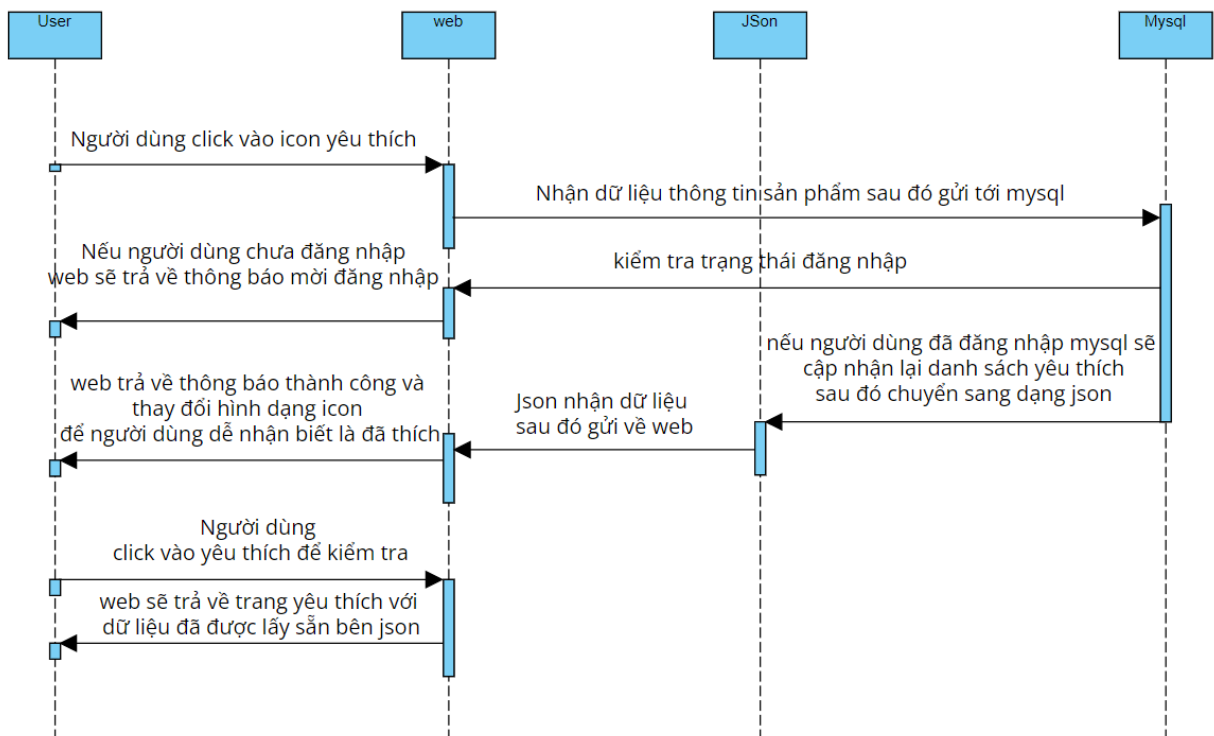 User
web
JSon
Mysql
Người dùng click vào icon yêu thích
Nhận dữ liệu thông tin sản phẩm sau đó gửi tới mysql
Nếu người dùng chưa đăng nhập
web sẽ trả về thông báo mời đăng nhập
kiểm tra trạng thái đăng nhập
nếu người dùng đã đăng nhập mysql sẽ
cập nhận lại danh sách yêu thích
sau đó chuyển sang dạng json
Json nhận dữ liệu
sau đó gửi về web
web trả về thông báo thành công và
thay đổi hình dạng icon
để người dùng dễ nhận biết là đã thích
Người dùng
click vào yêu thích để kiểm tra
web sẽ trả về trang yêu thích với
dữ liệu đã được lấy sẵn bên json